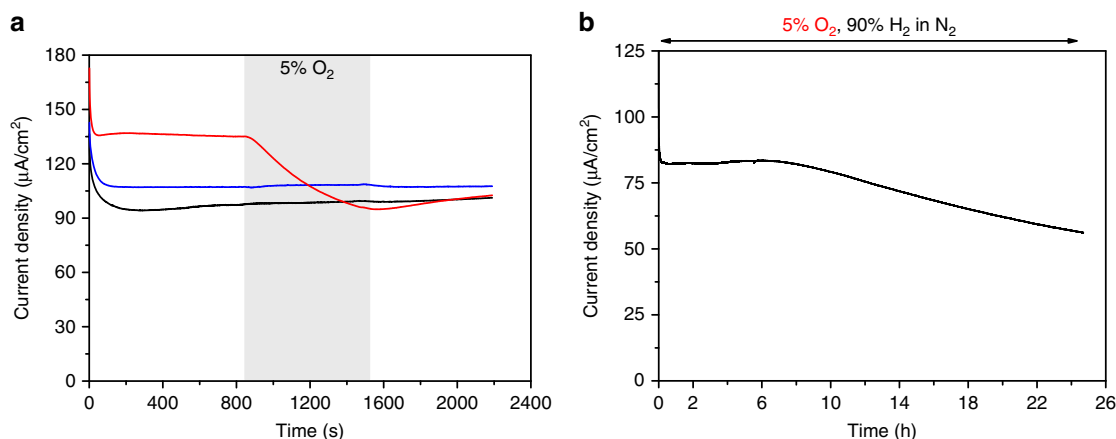 a
5% O₂
180
150
120
90
60
30
0
Current density (µA/cm²)
0 400 800 1200 1600 2000 2400
Time (s)
b
5% O₂, 90% H₂ in N₂
125
100
75
50
25
0
Current density (µA/cm²)
0 2 6 10 14 18 22 26
Time (h)